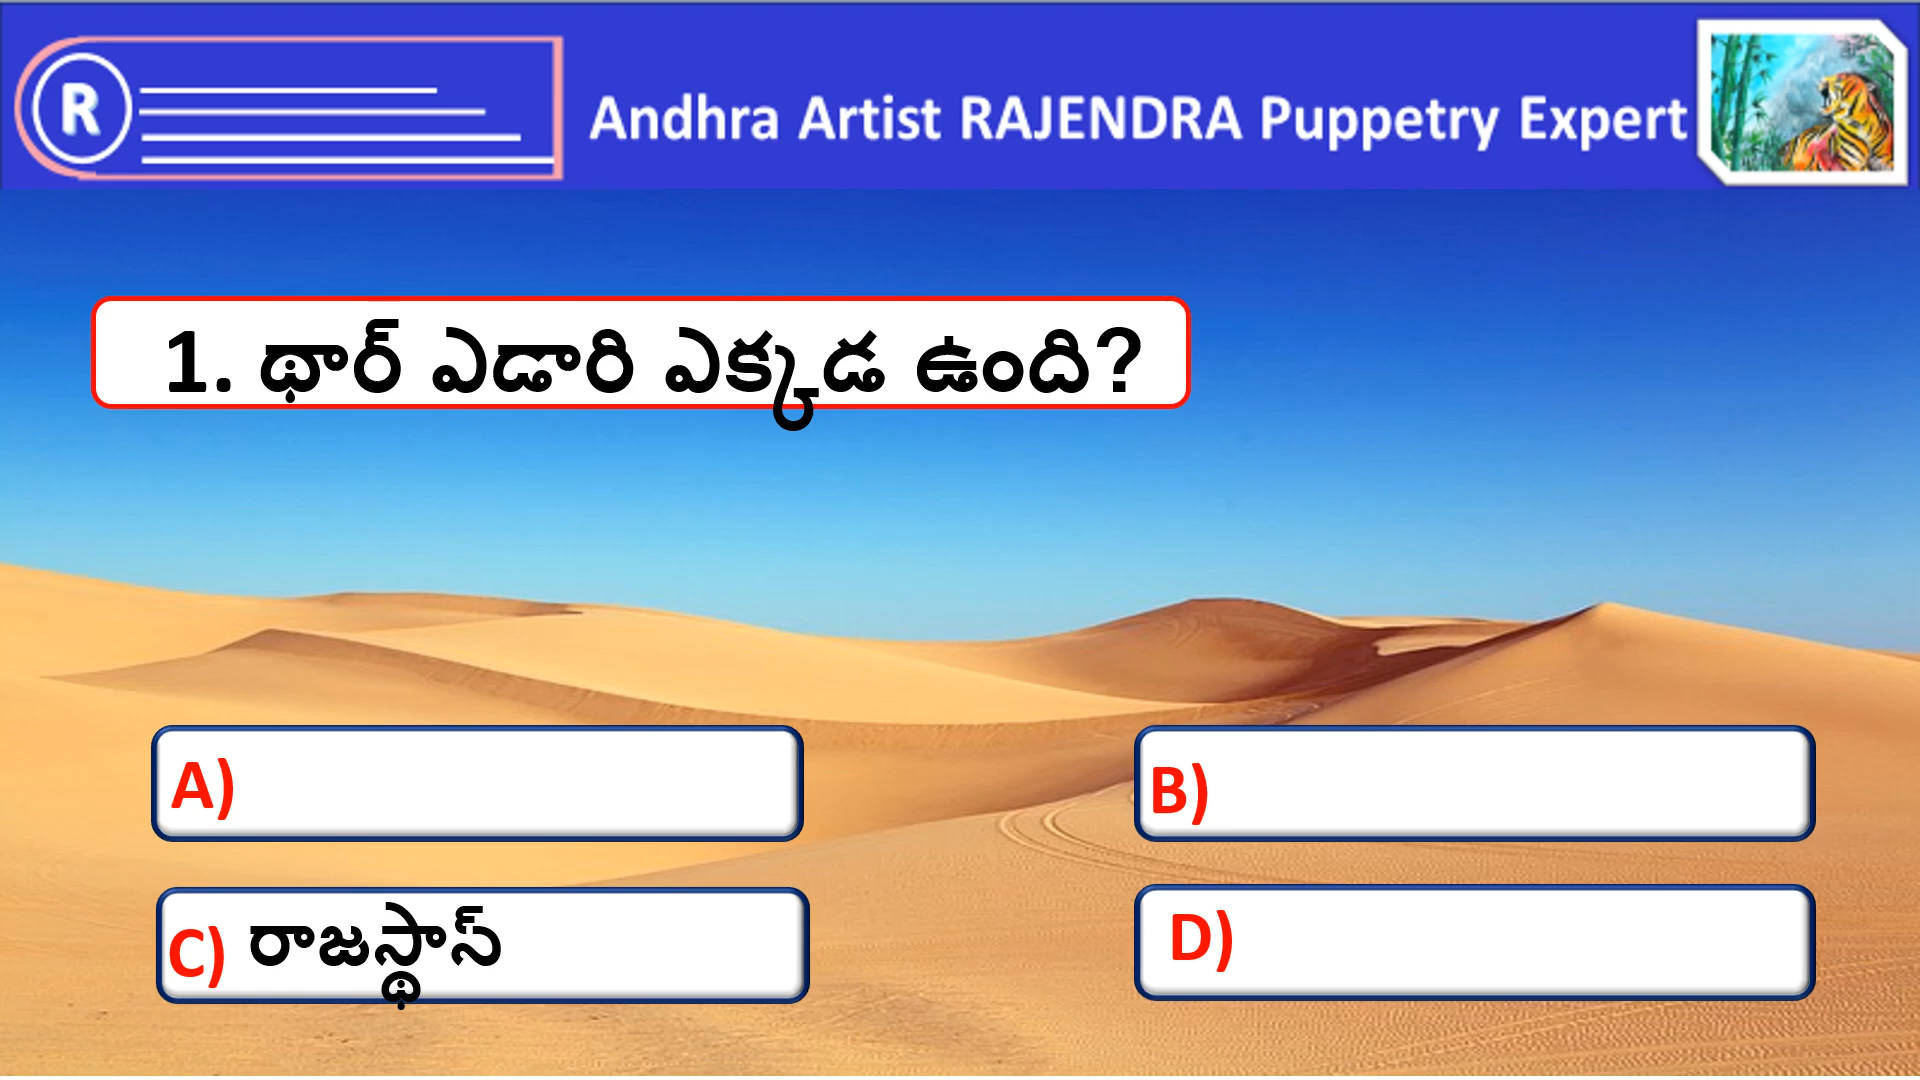 R
Andhra Artist RAJENDRA Puppetry Expert
1. థార్ ఎడారి ఎక్కడ ఉంది?
A)
B)
C) రాజస్థాస్
D)